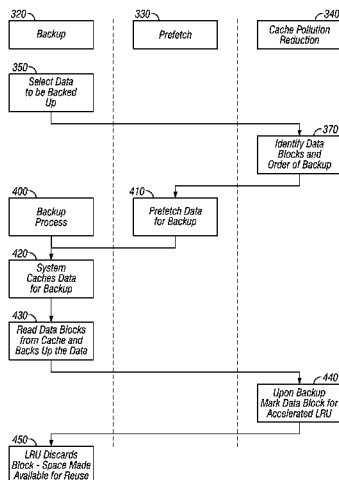 320
Backup
330
Prefetch
340
Cache Pollution
Reduction
350
Select Data
to be Backed
Up
370
Identify Data
Blocks and
Order of Backup
400
Backup
Process
410
Prefetch Data
for Backup
420
System
Caches Data
for Backup
430
Read Data Blocks
from Cache and
Backs Up the Data
440
Upon Backup
Mark Data Block for
Accelerated LRU
450
LRU Discards
Block - Space Made
Available for Reuse